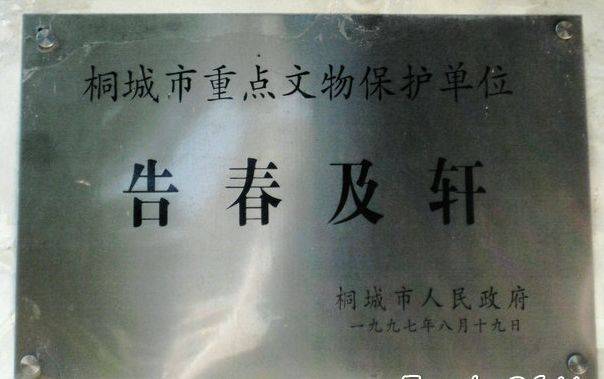 桐城市重点文物保护单位
告春及轩
桐城市人民政府
一九九七年八月十九日